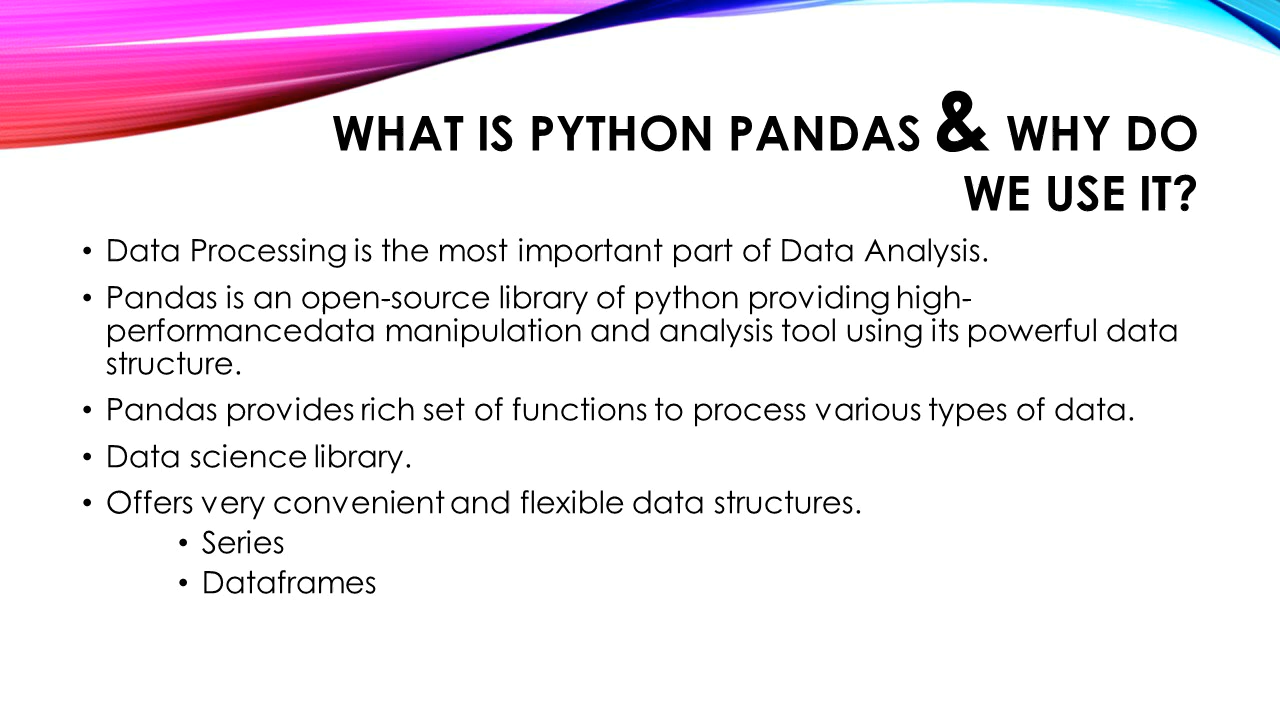 WHAT IS PYTHON PANDAS & WHY DO
WE USE IT?
• Data Processing is the most important part of Data Analysis.
• Pandas is an open-source library of python providing high-
performancedata manipulation and analysis tool using its powerful data
structure.
• Pandas provides rich set of functions to process various types of data.
• Data science library.
• Offers very convenient and flexible data structures.
• Series
• Dataframes